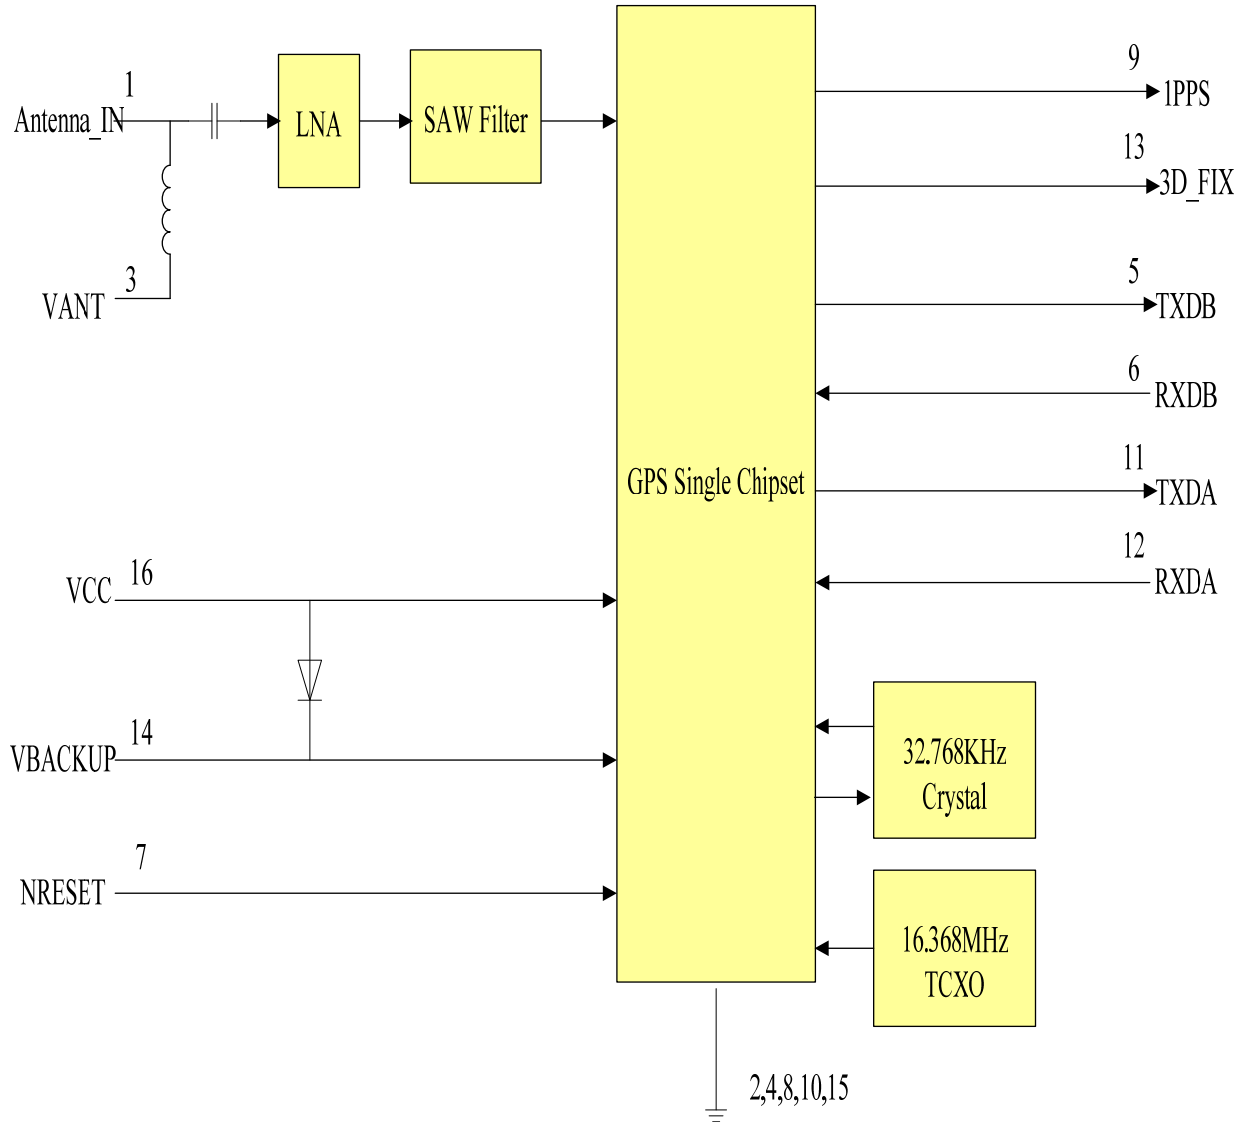 1
Antenna_IN
LNA
SAW Filter
3
VANT
9
1PPS
13
3D_FIX
5
TXDB
6
RXDB
GPS Single Chipset
11
TXDA
12
RXDA
16
VCC
14
VBACKUP
7
NRESET
32.768KHz
Crystal
16.368MHz
TCXO
2,4,8,10,15